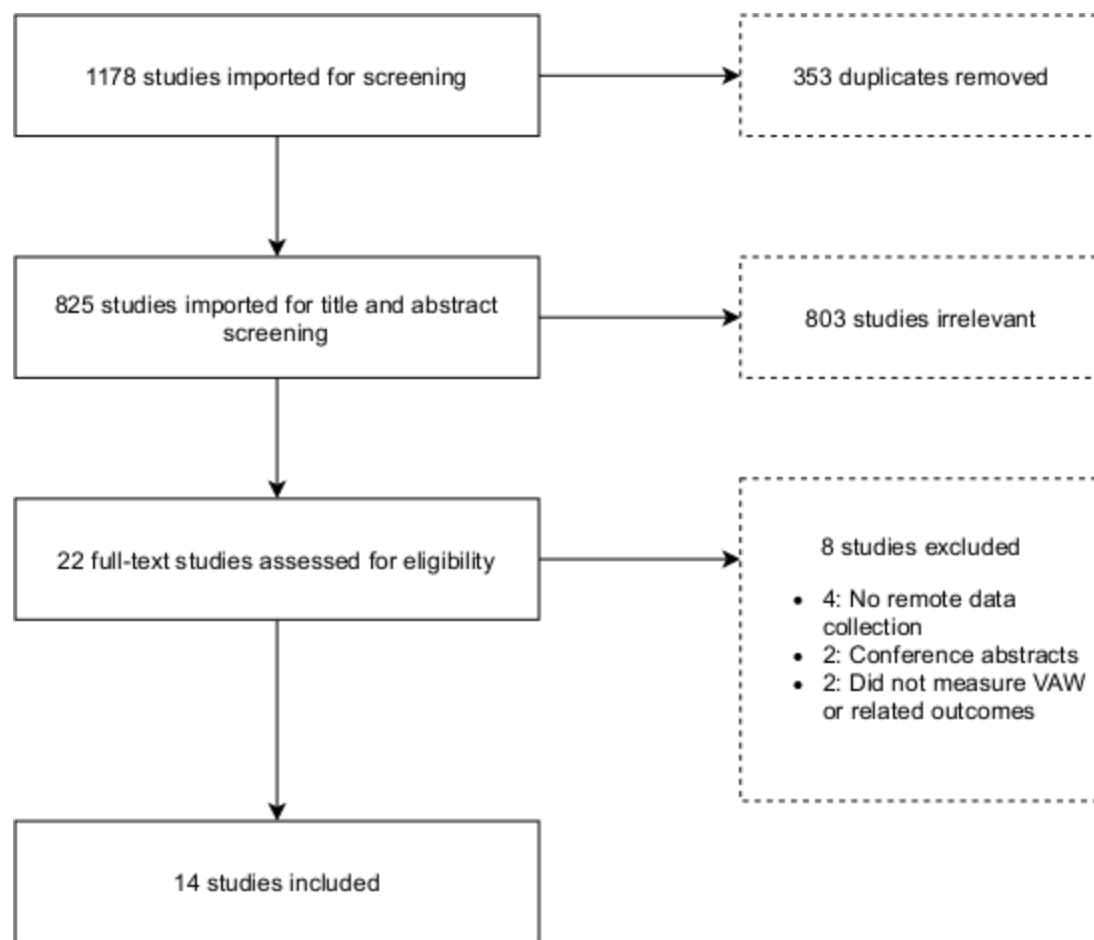 1178 studies imported for screening
353 duplicates removed
825 studies imported for title and abstract
screening
803 studies irrelevant
22 full-text studies assessed for eligibility
8 studies excluded
• 4: No remote data
collection
• 2: Conference abstracts
• 2: Did not measure VAW
or related outcomes
14 studies included